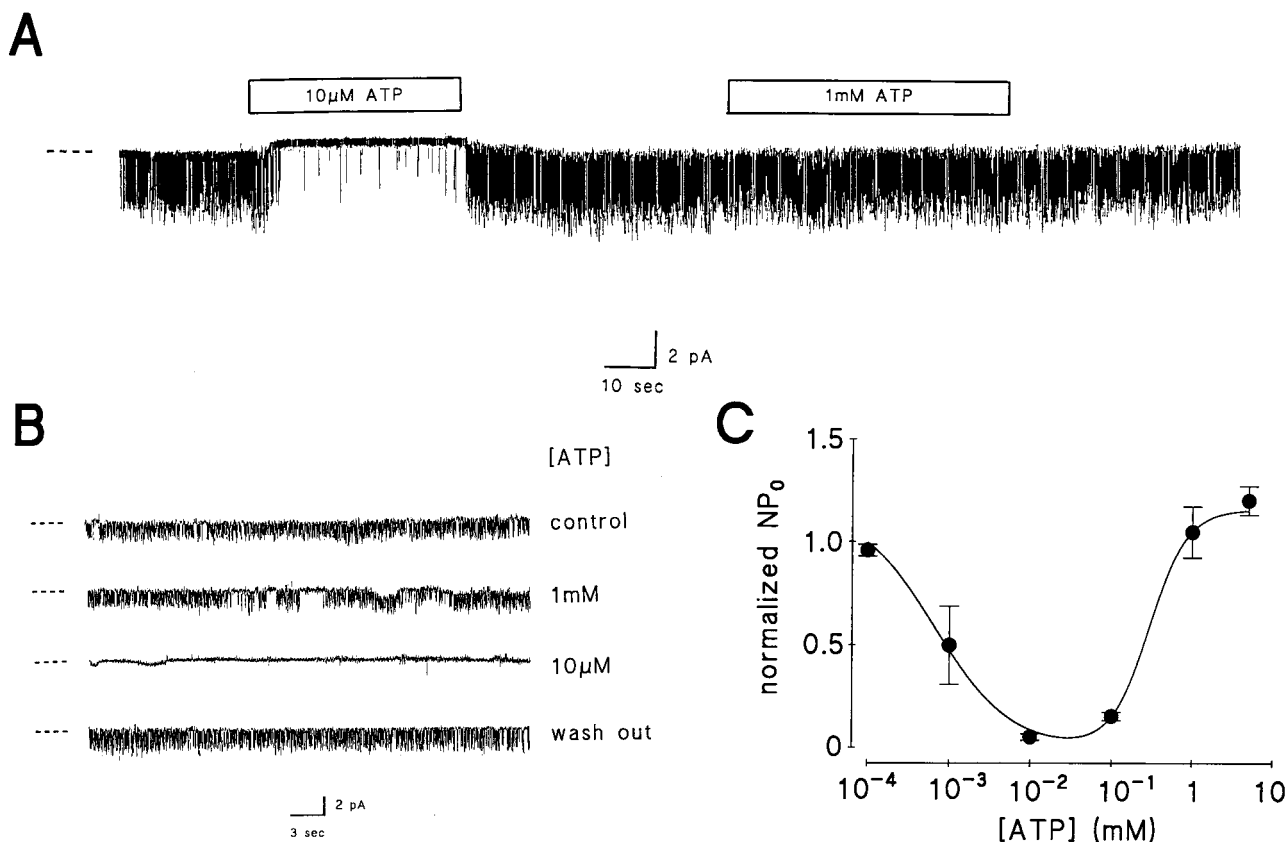 A
10µM ATP
1mM ATP
2 pA
10 sec
B
[ATP]
control
1mM
10µM
wash out
2 pA
3 sec
C
1.5
1.0
0.5
0
normalized NP₀
10⁻⁴ 10⁻³ 10⁻² 10⁻¹ 1 10
[ATP] (mM)